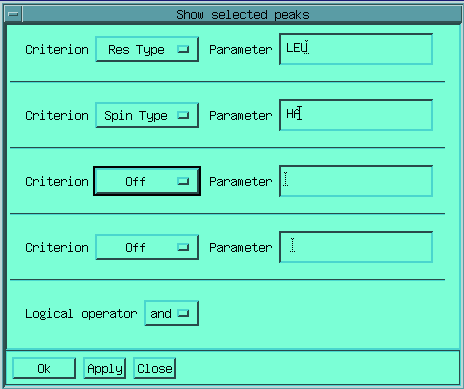 Show selected peaks
Criterion Res Type Parameter LEU
Criterion Spin Type Parameter HA
Criterion Off Parameter
Criterion Off Parameter
Logical operator and
Ok Apply Close